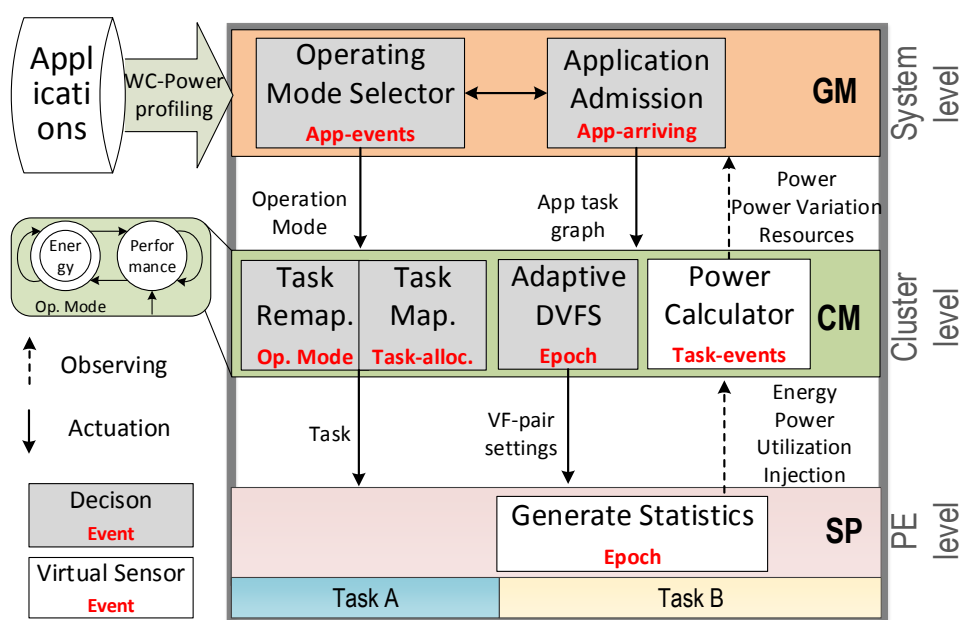 Appl
icati
ons
WC-Power
profiling
Operating
Mode Selector
App-events
Application
Admission
App-arriving
GM
System
level
Operation
Mode
App task
graph
Power
Power Variation
Resources
Ener
gy
Perfor
mance
Op. Mode
Task
Remap.
Op. Mode
Task
Map.
Task-alloc.
Adaptive
DVFS
Epoch
Power
Calculator
Task-events
CM
Cluster
level
Observing
Actuation
Task
VF-pair
settings
Energy
Power
Utilization
Injection
Decison
Event
Virtual Sensor
Event
Generate Statistics
Epoch
SP
PE
level
Task A
Task B